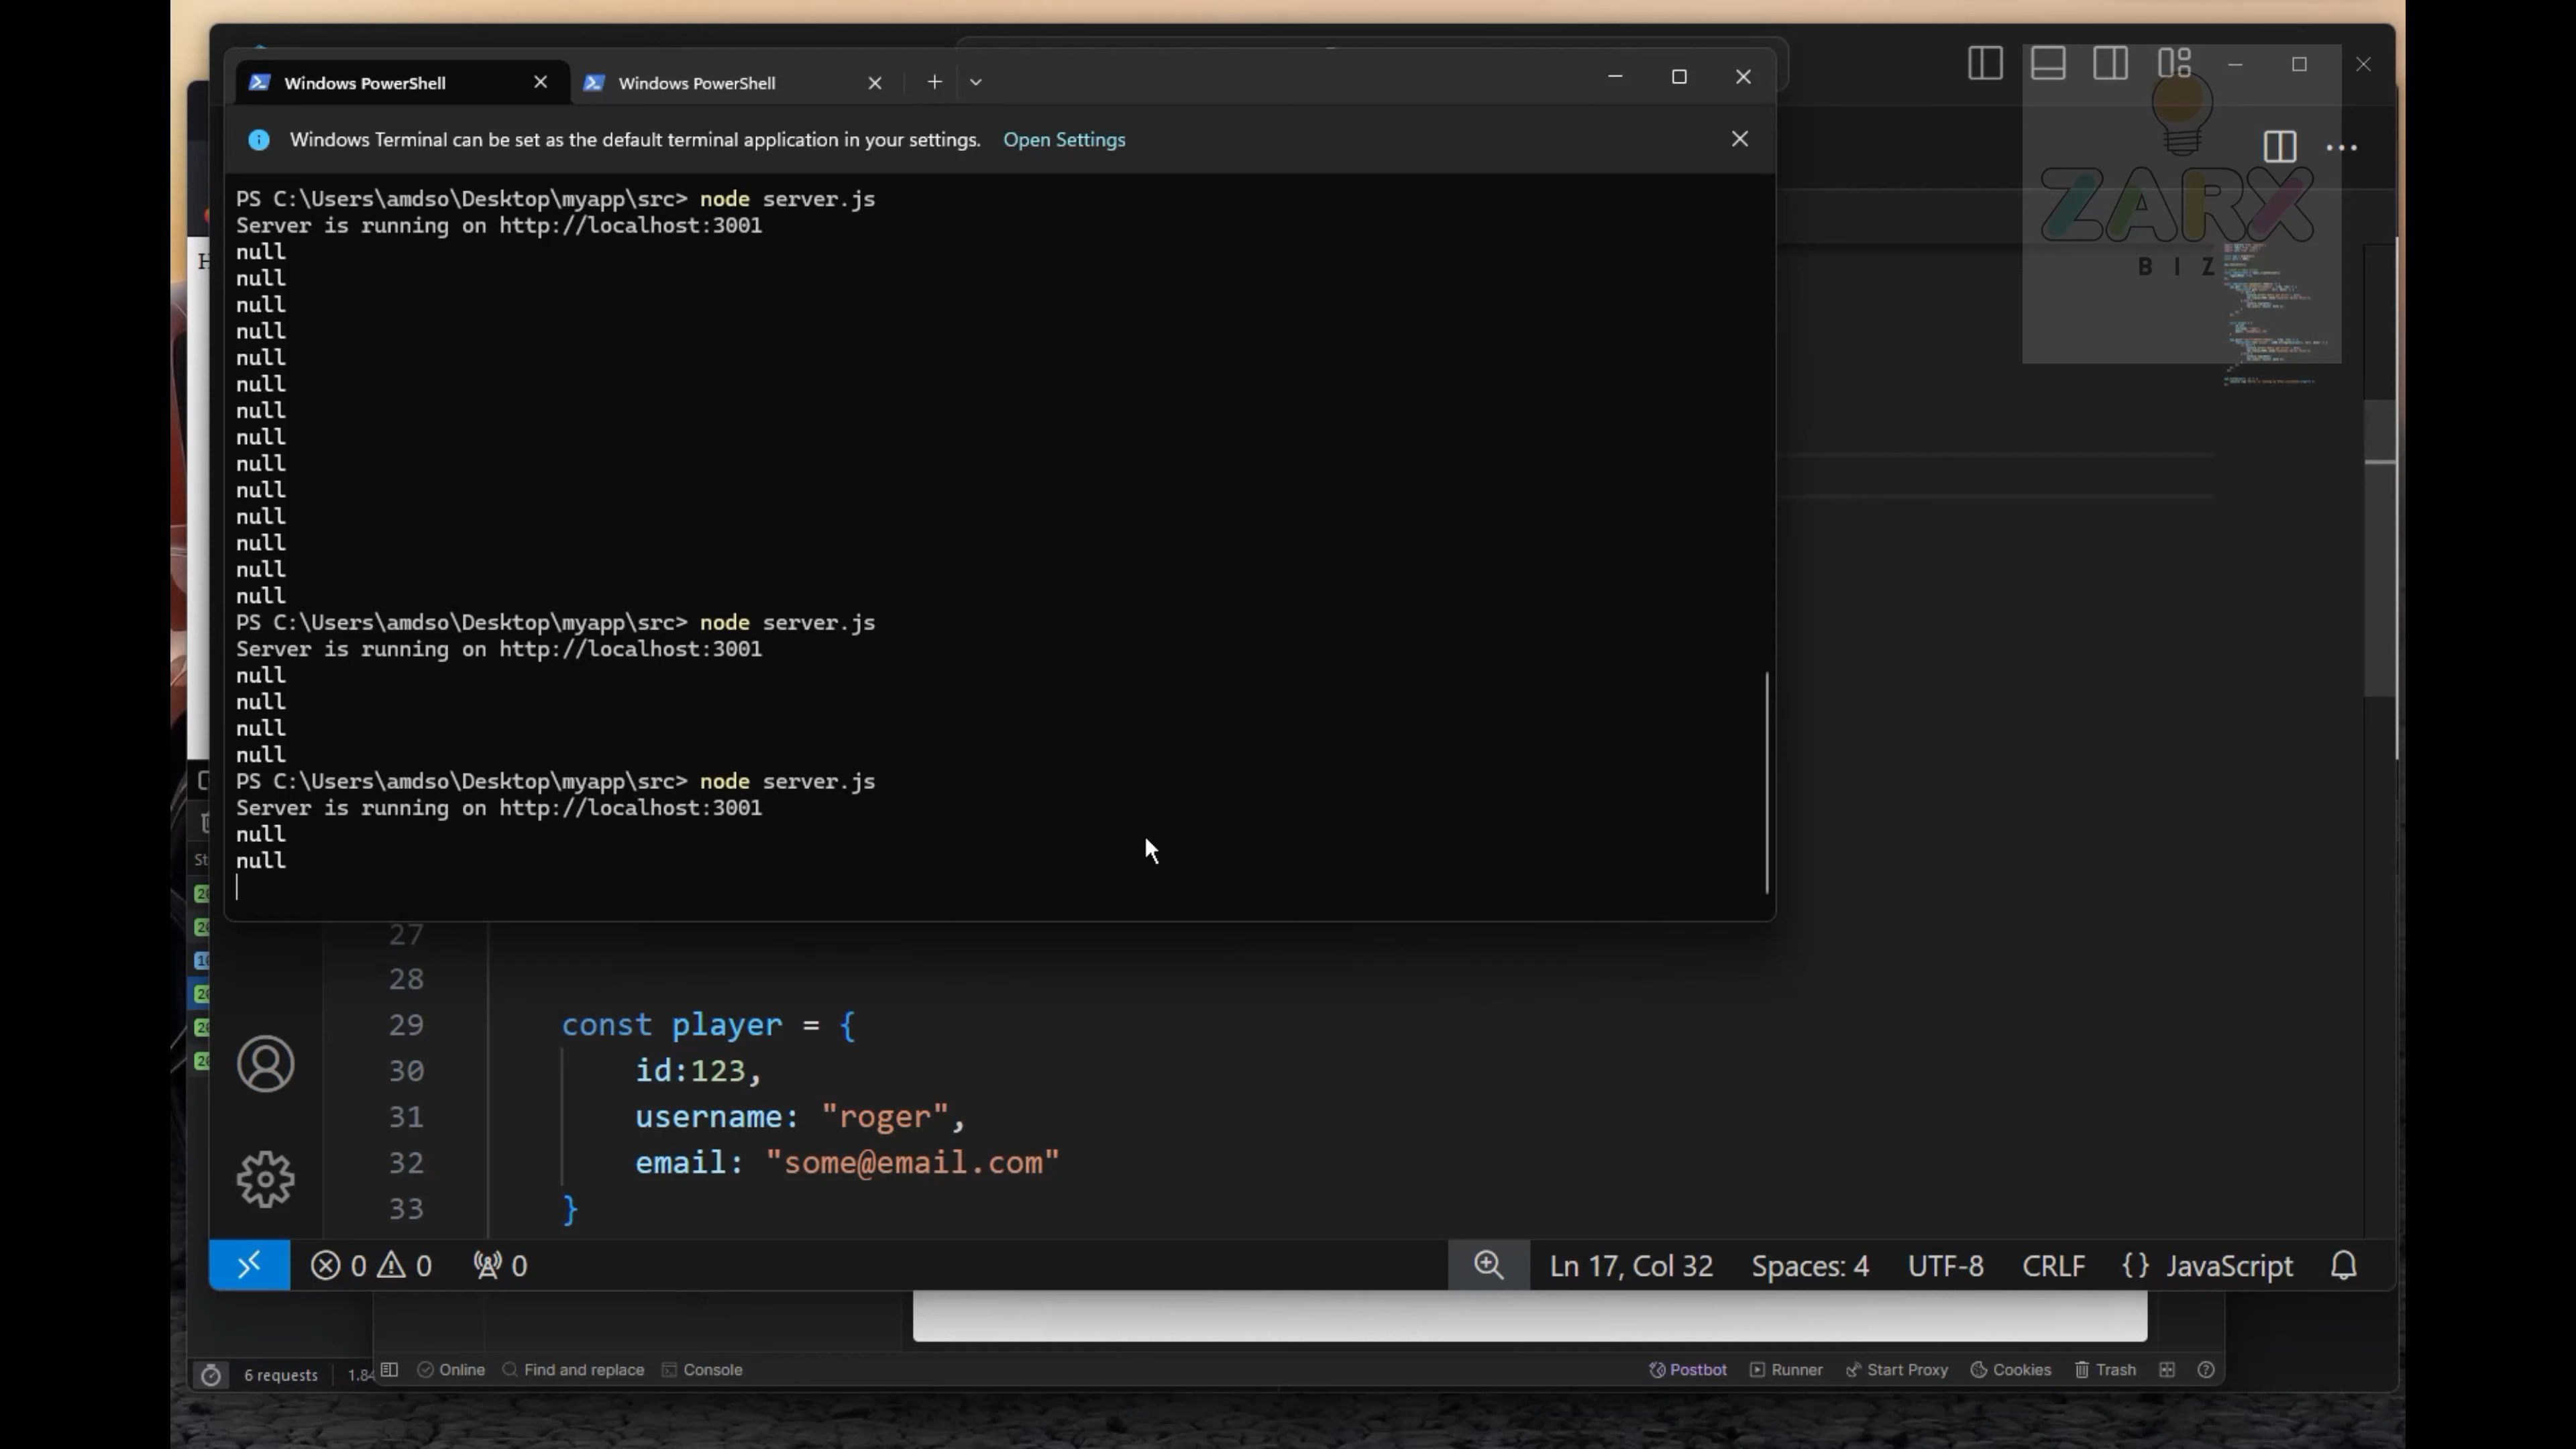 Windows PowerShell
Windows PowerShell
Windows Terminal can be set as the default terminal application in your settings. Open Settings
PS C:\Users\amdso\Desktop\myapp\src> node server.js
Server is running on http://localhost:3001
null
null
null
null
null
null
null
null
null
null
null
null
null
null
PS C:\Users\amdso\Desktop\myapp\src> node server.js
Server is running on http://localhost:3001
null
null
null
null
PS C:\Users\amdso\Desktop\myapp\src> node server.js
Server is running on http://localhost:3001
null
null
ZARX
BIZ
27
28
29 const player = {
30 id:123,
31 username: "roger",
32 email: "some@email.com"
33 }
0 0 0 Ln 17, Col 32 Spaces: 4 UTF-8 CRLF {} JavaScript
6 requests Online Find and replace Console Postbot Runner Start Proxy Cookies Trash